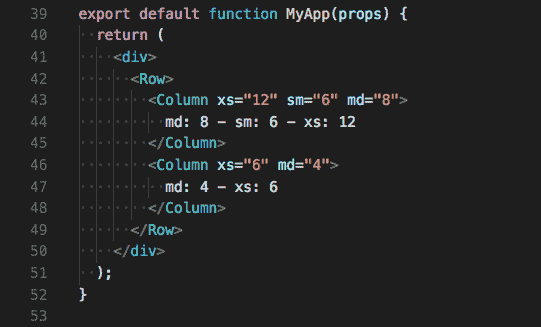 39 export default function MyApp(props) {
40 return (
41 <div>
42 <Row>
43 <Column xs="12" sm="6" md="8">
44 md: 8 - sm: 6 - xs: 12
45 </Column>
46 <Column xs="6" md="4">
47 md: 4 - xs: 6
48 </Column>
49 </Row>
50 </div>
51 );
52 }
53